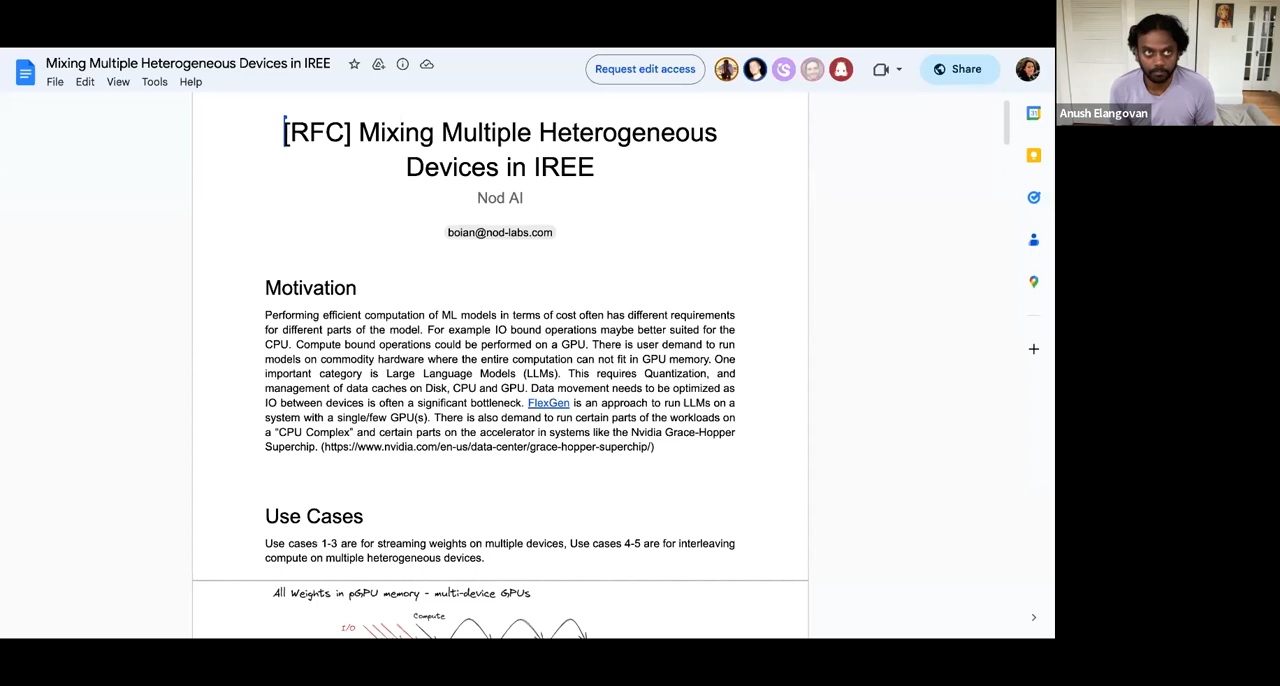 Mixing Multiple Heterogeneous Devices in IREE
File Edit View Tools Help
Request edit access
Share
Anush Elangovan
31
[RFC] Mixing Multiple Heterogeneous
Devices in IREE
Nod AI
boian@nod-labs.com
Motivation
Performing efficient computation of ML models in terms of cost often has different requirements
for different parts of the model. For example IO bound operations maybe better suited for the
CPU. Compute bound operations could be performed on a GPU. There is user demand to run
models on commodity hardware where the entire computation can not fit in GPU memory. One
important category is Large Language Models (LLMs). This requires Quantization, and
management of data caches on Disk, CPU and GPU. Data movement needs to be optimized as
IO between devices is often a significant bottleneck. FlexGen is an approach to run LLMs on a
system with a single/few GPU(s). There is also demand to run certain parts of the workloads on
a “CPU Complex” and certain parts on the accelerator in systems like the Nvidia Grace-Hopper
Superchip. (https://www.nvidia.com/en-us/data-center/grace-hopper-superchip/)
Use Cases
Use cases 1-3 are for streaming weights on multiple devices, Use cases 4-5 are for interleaving
compute on multiple heterogeneous devices.
All Weights in pGPU memory - multi-device GPUs
Compute
I/O